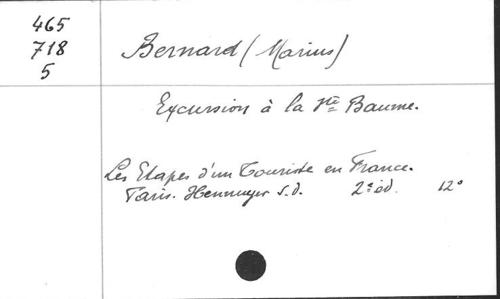 465
718
5
Bernard (Marius)
Excursion à la Ste Baume.
Les Etapes d'un Touriste en France.
Paris. Hennuyer s.d. 2e éd. 12°